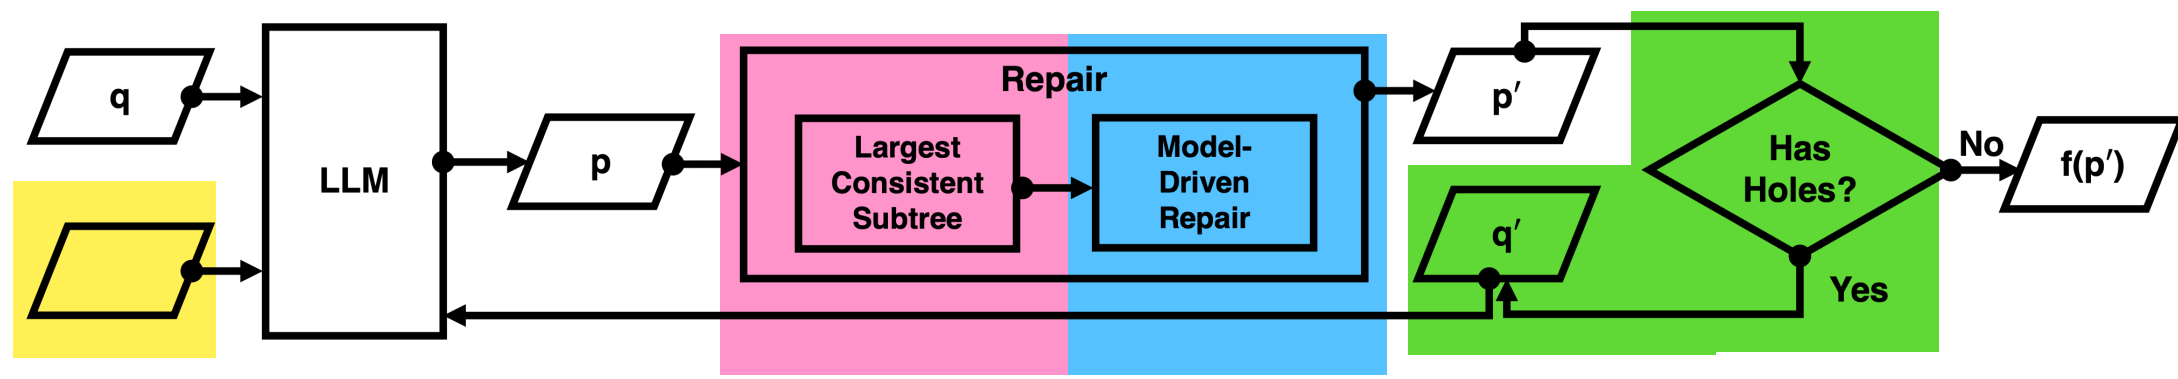 q
LLM
p
Repair
Largest
Consistent
Subtree
Model-
Driven
Repair
p′
q′
Has
Holes?
No
Yes
f(p′)